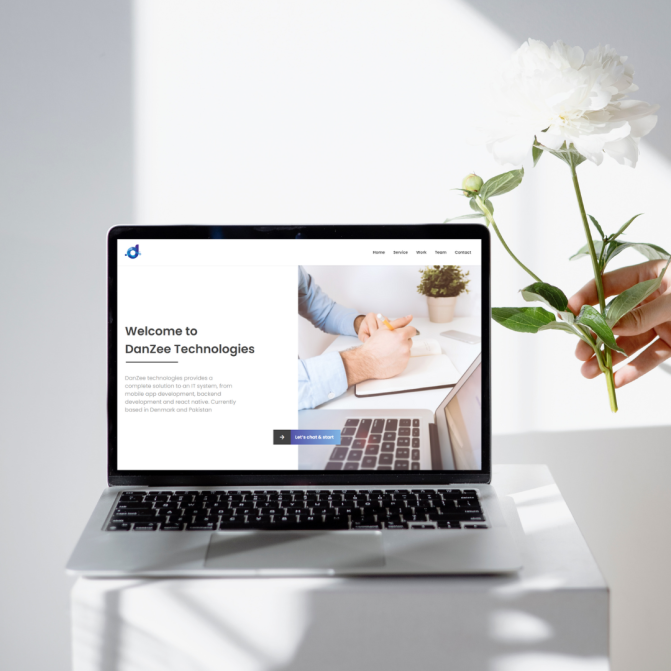 Home Service Work Team Contact
Welcome to
DanZee Technologies
DanZee technologies provides a
complete solution to an IT system, from
mobile app development, backend
development and react native. Currently
based in Denmark and Pakistan
Let's chat & start